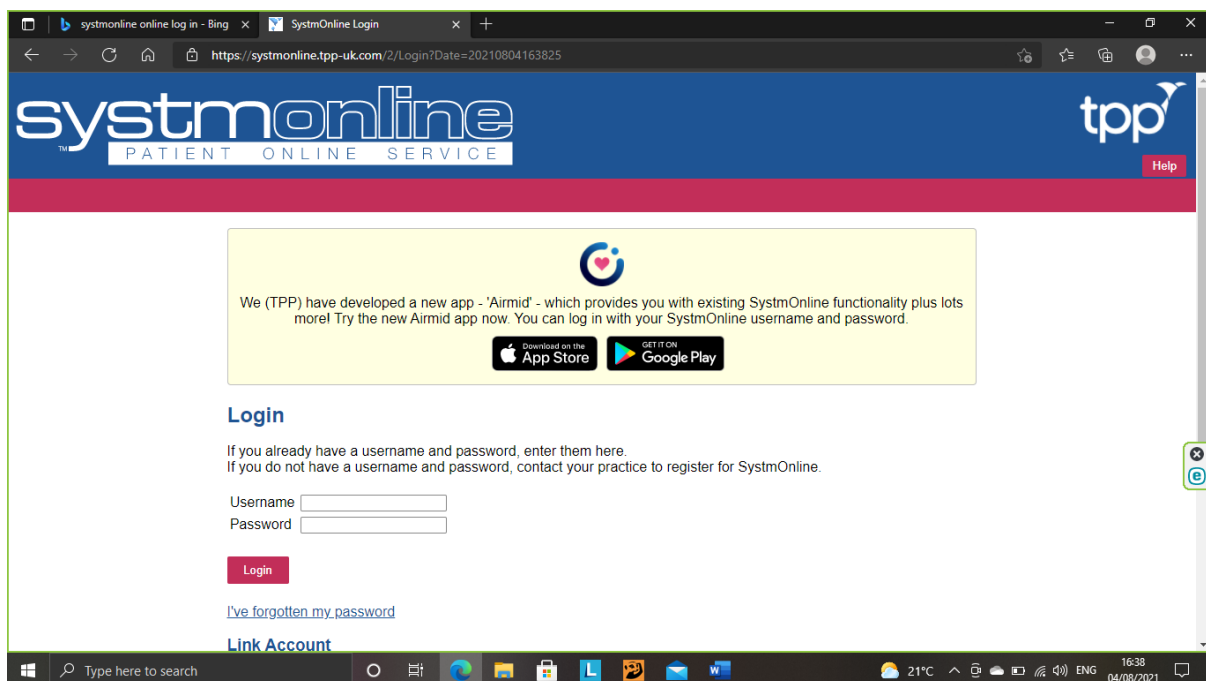 systmonline online log in - Bing
SystmOnline Login
https://systmonline.tpp-uk.com/2/Login?Date=20210804163825
systmonline
TM
PATIENT ONLINE SERVICE
tpp
Help
We (TPP) have developed a new app - 'Airmid' - which provides you with existing SystmOnline functionality plus lots
more! Try the new Airmid app now. You can log in with your SystmOnline username and password.
Download on the
App Store
GET IT ON
Google Play
Login
If you already have a username and password, enter them here.
If you do not have a username and password, contact your practice to register for SystmOnline.
Username
Password
Login
I've forgotten my password
Link Account
Type here to search
21°C
ENG
16:38
04/08/2021